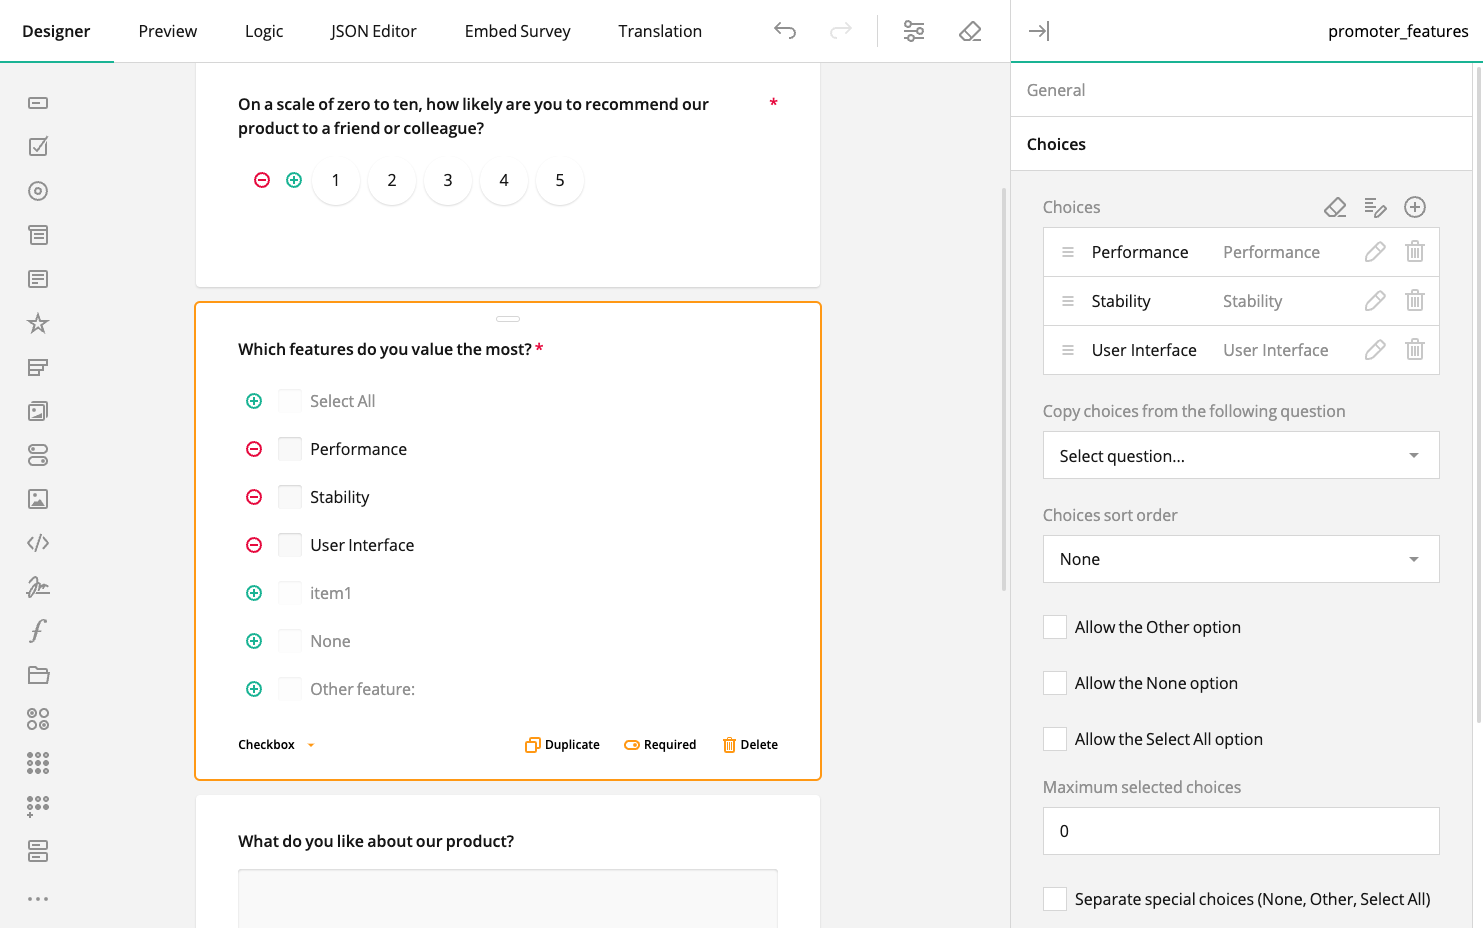 Designer
Preview
Logic
JSON Editor
Embed Survey
Translation
promoter_features
On a scale of zero to ten, how likely are you to recommend our
product to a friend or colleague?
*
1
2
3
4
5
Which features do you value the most? *
Select All
Performance
Stability
User Interface
item1
None
Other feature:
Checkbox
Duplicate
Required
Delete
What do you like about our product?
General
Choices
Choices
Performance Performance
Stability Stability
User Interface User Interface
Copy choices from the following question
Select question...
Choices sort order
None
Allow the Other option
Allow the None option
Allow the Select All option
Maximum selected choices
0
Separate special choices (None, Other, Select All)